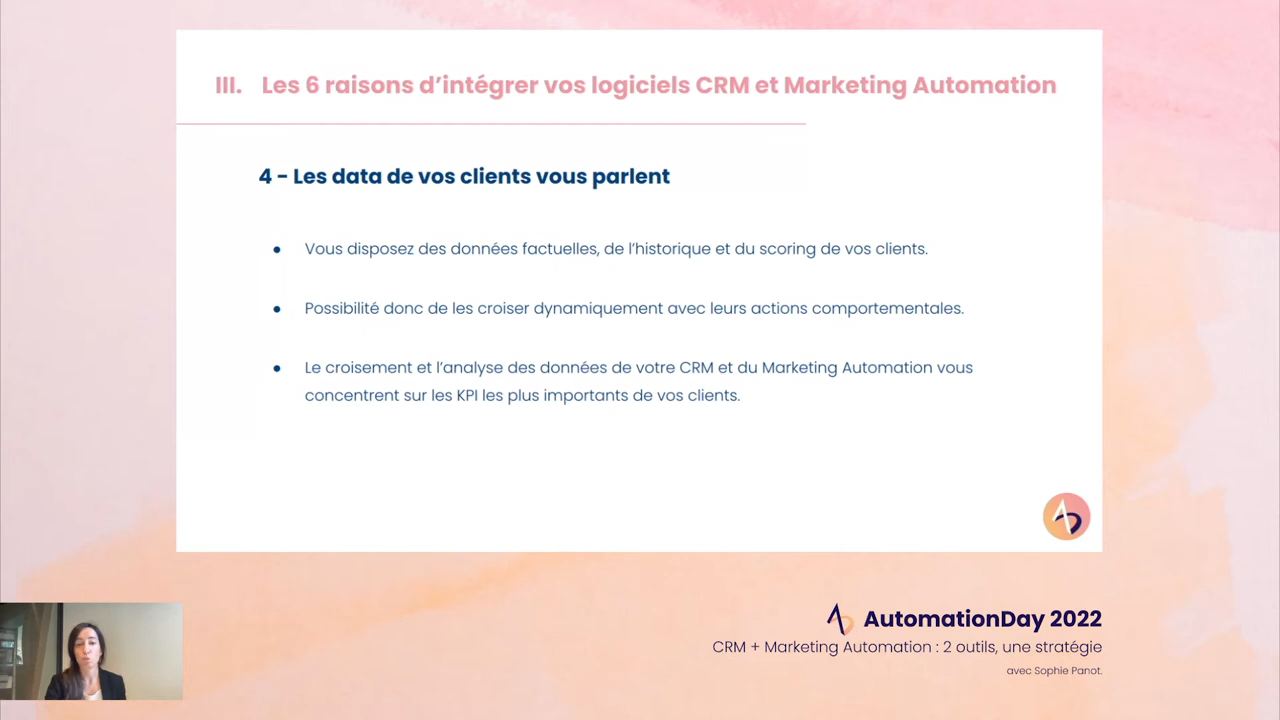 III. Les 6 raisons d’intégrer vos logiciels CRM et Marketing Automation
4 - Les data de vos clients vous parlent
● Vous disposez des données factuelles, de l’historique et du scoring de vos clients.
● Possibilité donc de les croiser dynamiquement avec leurs actions comportementales.
● Le croisement et l’analyse des données de votre CRM et du Marketing Automation vous
concentrent sur les KPI les plus importants de vos clients.
AutomationDay 2022
CRM + Marketing Automation : 2 outils, une stratégie
avec Sophie Panot.